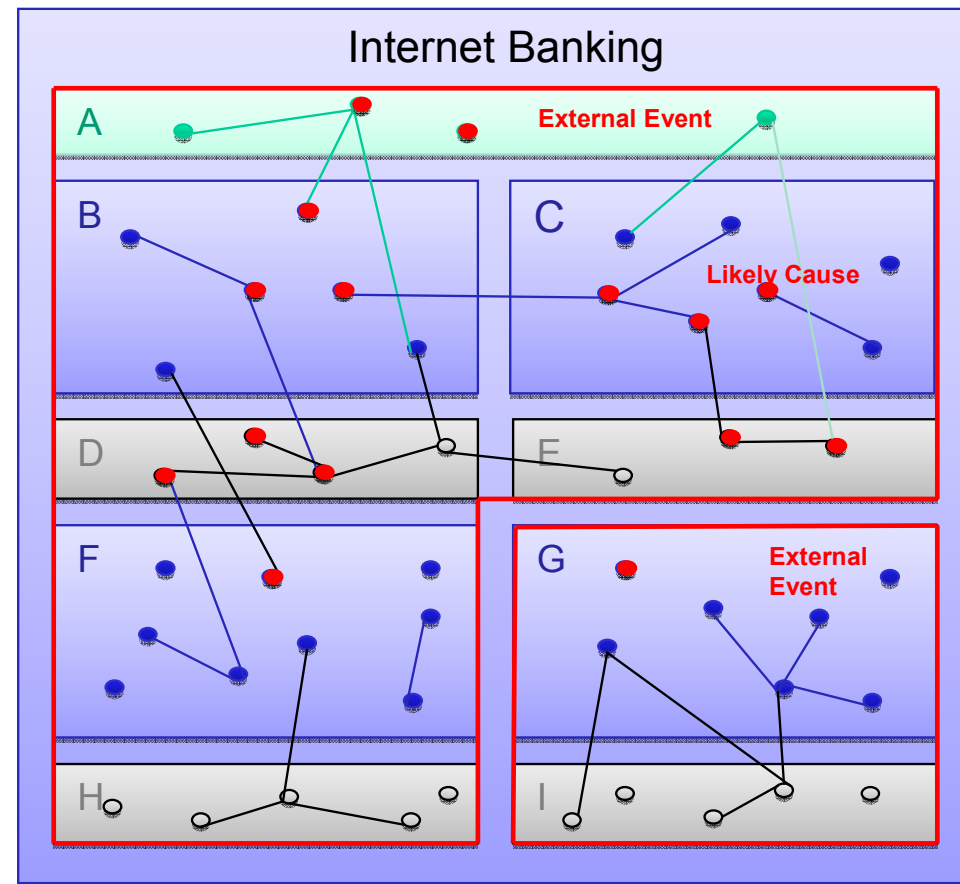 Internet Banking
A
External Event
B
C
Likely Cause
D
E
F
G
External
Event
H
I